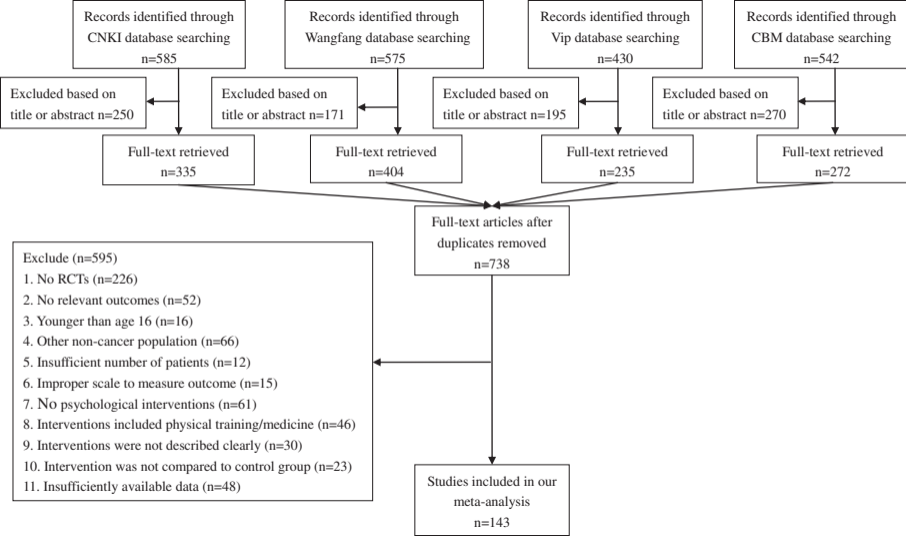 Records identified through
CNKI database searching
n=585
Records identified through
Wangfang database searching
n=575
Records identified through
Vip database searching
n=430
Records identified through
CBM database searching
n=542
Excluded based on
title or abstract n=250
Excluded based on
title or abstract n=171
Excluded based on
title or abstract n=195
Excluded based on
title or abstract n=270
Full-text retrieved
n=335
Full-text retrieved
n=404
Full-text retrieved
n=235
Full-text retrieved
n=272
Full-text articles after
duplicates removed
n=738
Exclude (n=595)
1. No RCTs (n=226)
2. No relevant outcomes (n=52)
3. Younger than age 16 (n=16)
4. Other non-cancer population (n=66)
5. Insufficient number of patients (n=12)
6. Improper scale to measure outcome (n=15)
7. No psychological interventions (n=61)
8. Interventions included physical training/medicine (n=46)
9. Interventions were not described clearly (n=30)
10. Intervention was not compared to control group (n=23)
11. Insufficiently available data (n=48)
Studies included in our
meta-analysis
n=143